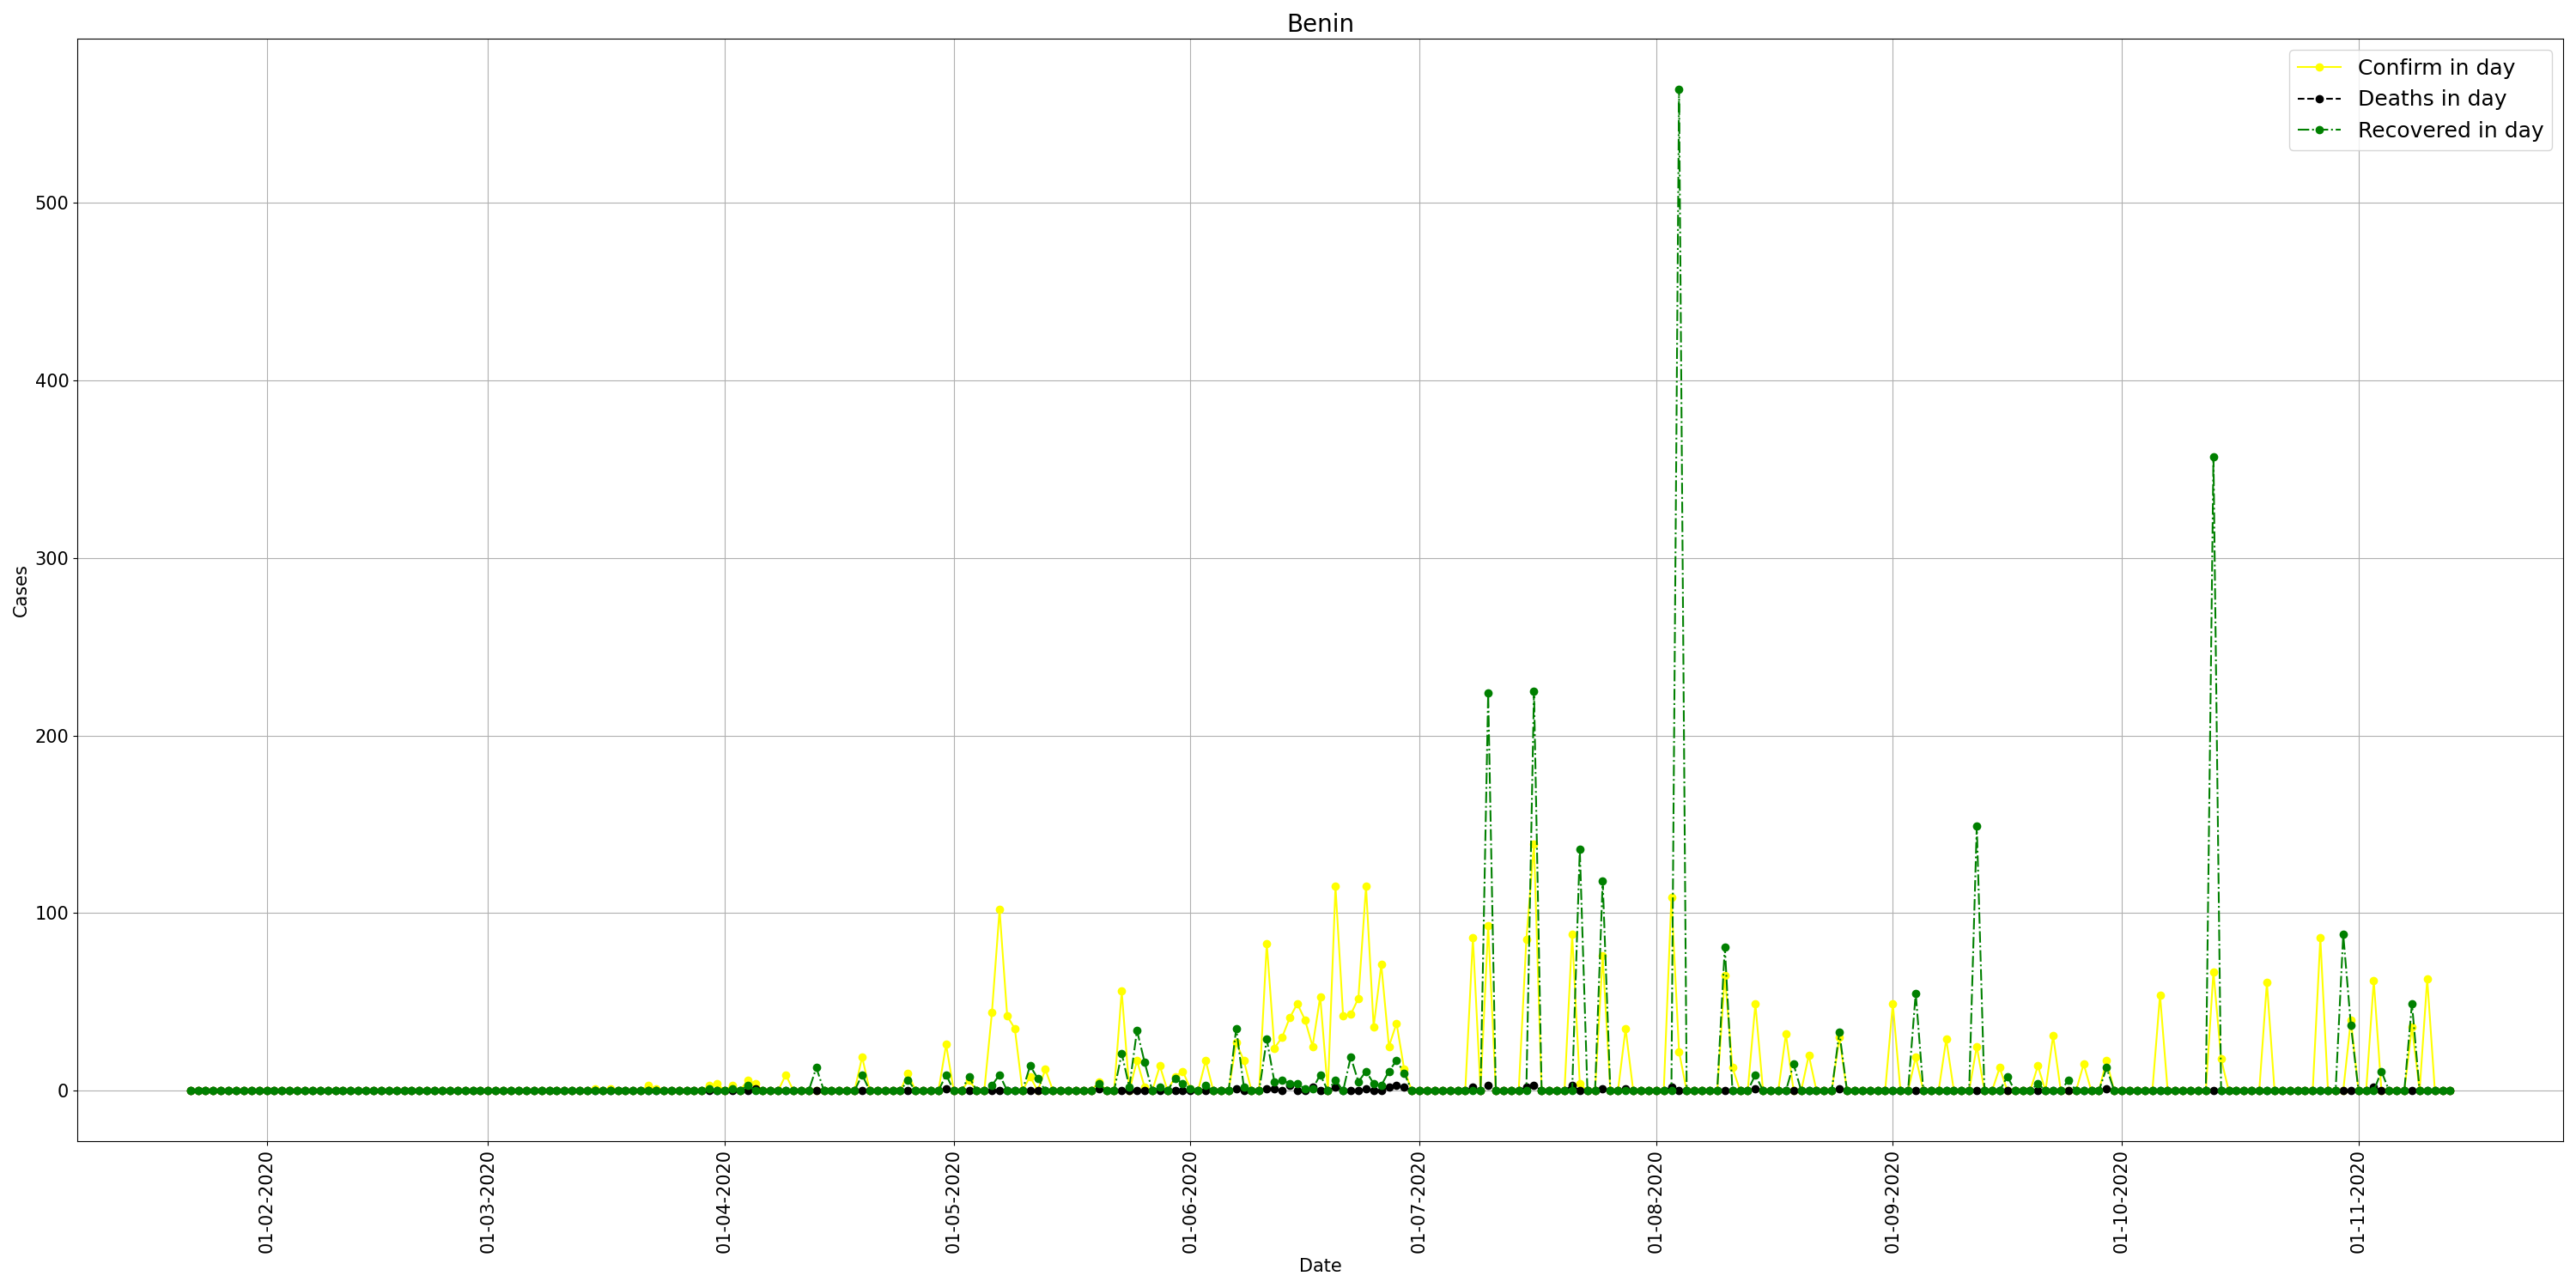 Benin
Confirm in day
Deaths in day
Recovered in day
500
400
300
200
100
0
Cases
01-02-2020
01-03-2020
01-04-2020
01-05-2020
01-06-2020
01-07-2020
01-08-2020
01-09-2020
01-10-2020
01-11-2020
Date